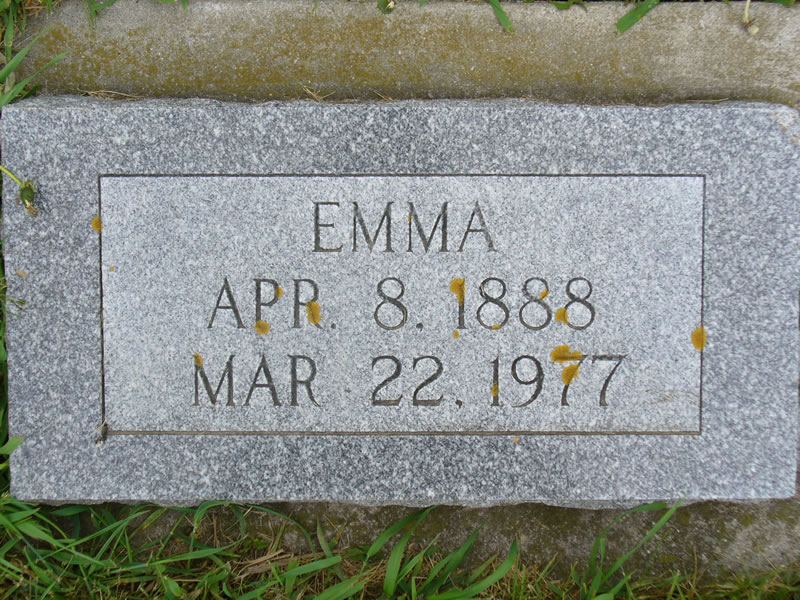 EMMA
APR. 8, 1888
MAR 22, 1977